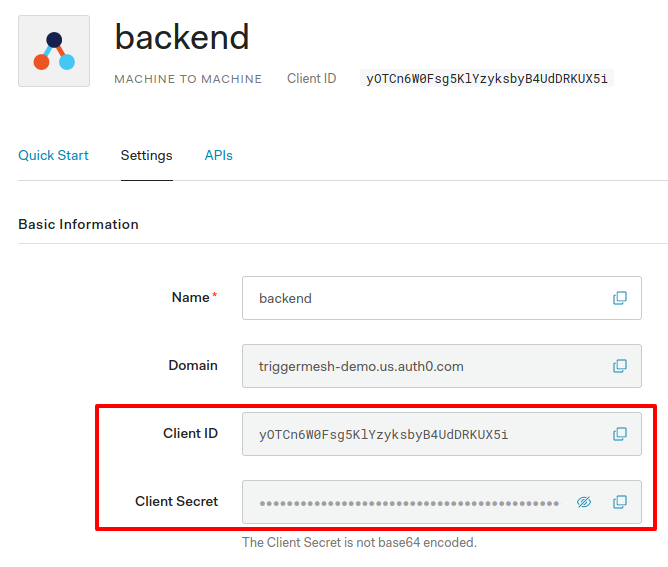 backend
MACHINE TO MACHINE Client ID yOTCn6W0Fsg5KlYzyksbyB4UdDRKUX5i
Quick Start Settings APIs
Basic Information
Name* backend
Domain triggermesh-demo.us.auth0.com
Client ID yOTCn6W0Fsg5KlYzyksbyB4UdDRKUX5i
Client Secret ••••••••••••••••••••••••••••••••••••••••••••
The Client Secret is not base64 encoded.